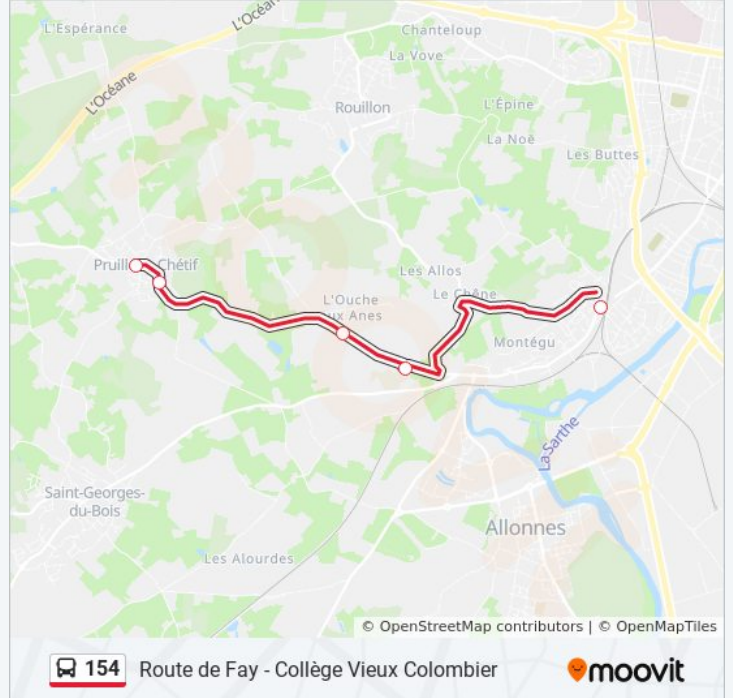 L'Espérance
L'Océane
Chanteloup
La Vove
L'Océane
Rouillon
L'Épine
La Noë
Les Buttes
Pruillé-Chétif
Les Allos
Le Chêne
L'Ouche
aux Anes
Montégu
La Sarthe
Saint-Georges-
du-Bois
Allonnes
Les Alourdes
© OpenStreetMap contributors | © OpenMapTiles
154 Route de Fay - Collège Vieux Colombier
moovit